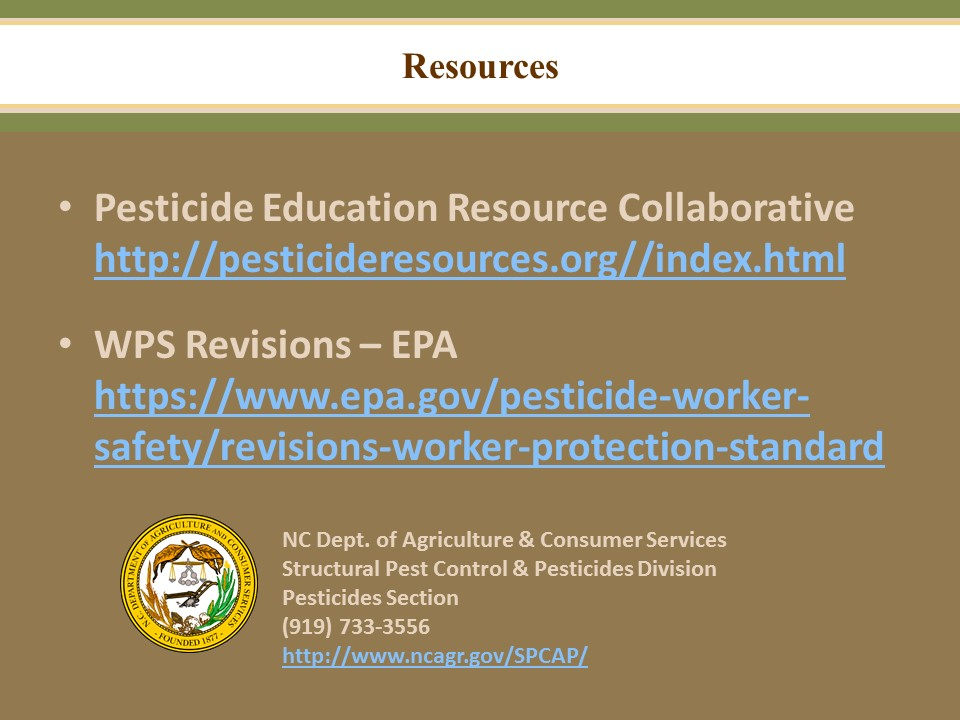 Resources
• Pesticide Education Resource Collaborative
http://pesticideresources.org//index.html
• WPS Revisions – EPA
https://www.epa.gov/pesticide-worker-
safety/revisions-worker-protection-standard
N.C. DEPARTMENT OF AGRICULTURE AND CONSUMER SERVICES
- FOUNDED 1877 -
NC Dept. of Agriculture & Consumer Services
Structural Pest Control & Pesticides Division
Pesticides Section
(919) 733-3556
http://www.ncagr.gov/SPCAP/